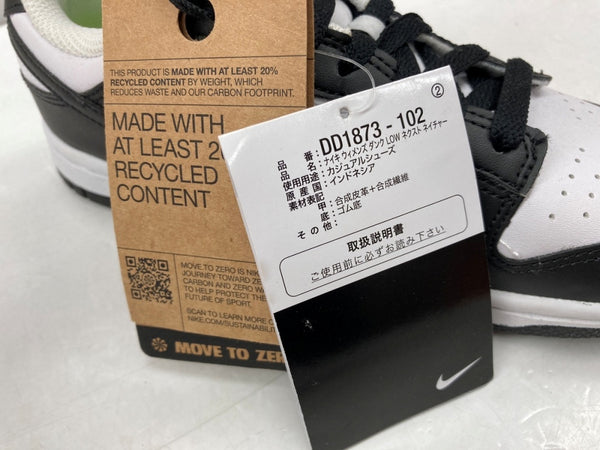 THIS PRODUCT IS MADE WITH AT LEAST 20%
RECYCLED CONTENT BY WEIGHT, WHICH
REDUCES WASTE AND OUR CARBON FOOTPRINT.
MADE WITH
AT LEAST 2
RECYCLED
CONTENT
MOVE TO ZERO IS NIK
JOURNEY TOWARD ZE
CARBON AND ZERO WA
TO HELP PROTECT THE
FUTURE OF SPORT.
SCAN TO LEARN MORE
NIKE.COM/SUSTAINABILIT
MOVE TO ZER
②
品番:DD1873-102
品名:ナイキ ウィメンズ ダンク LOW ネクスト ネイチャー
使用用途:カジュアルシューズ
原産国:インドネシア
素材表記
甲:合成皮革+合成繊維
底:ゴム底
その他:
取扱説明書
ご使用前に必ずお読み下さい